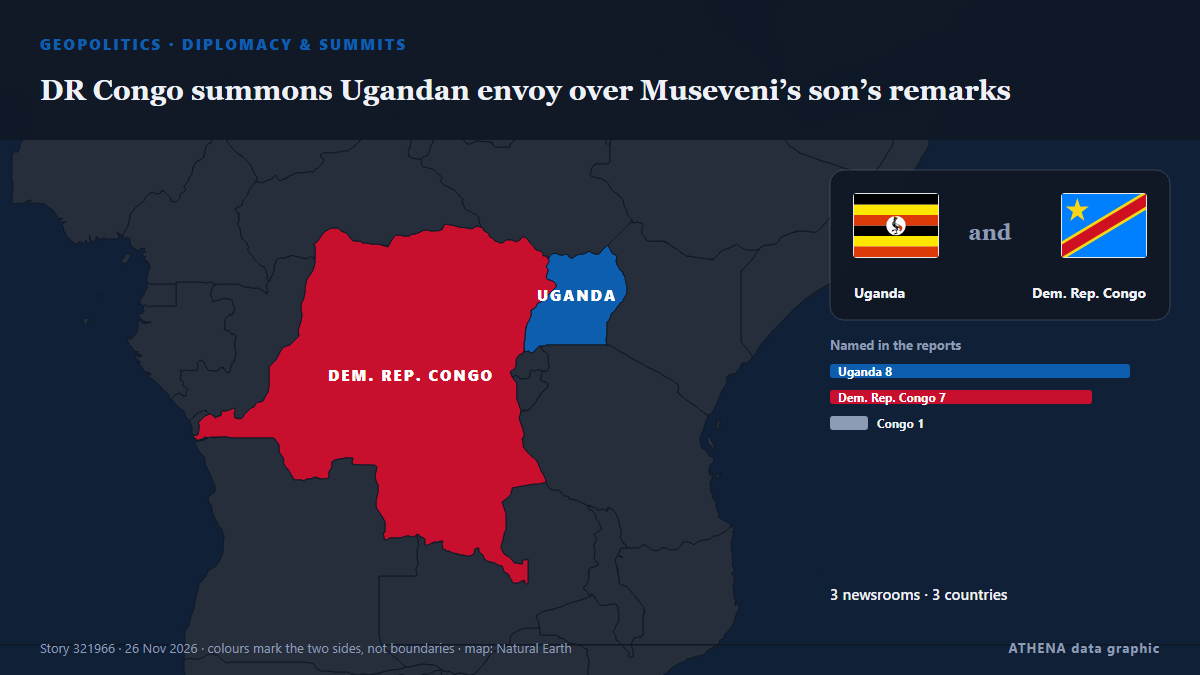 GEOPOLITICS · DIPLOMACY & SUMMITS
DR Congo summons Ugandan envoy over Museveni’s son’s remarks
UGANDA
DEM. REP. CONGO
and
Uganda
Dem. Rep. Congo
Named in the reports
Uganda 8
Dem. Rep. Congo 7
Congo 1
3 newsrooms · 3 countries
Story 321966 · 26 Nov 2026 · colours mark the two sides, not boundaries · map: Natural Earth
ATHENA data graphic